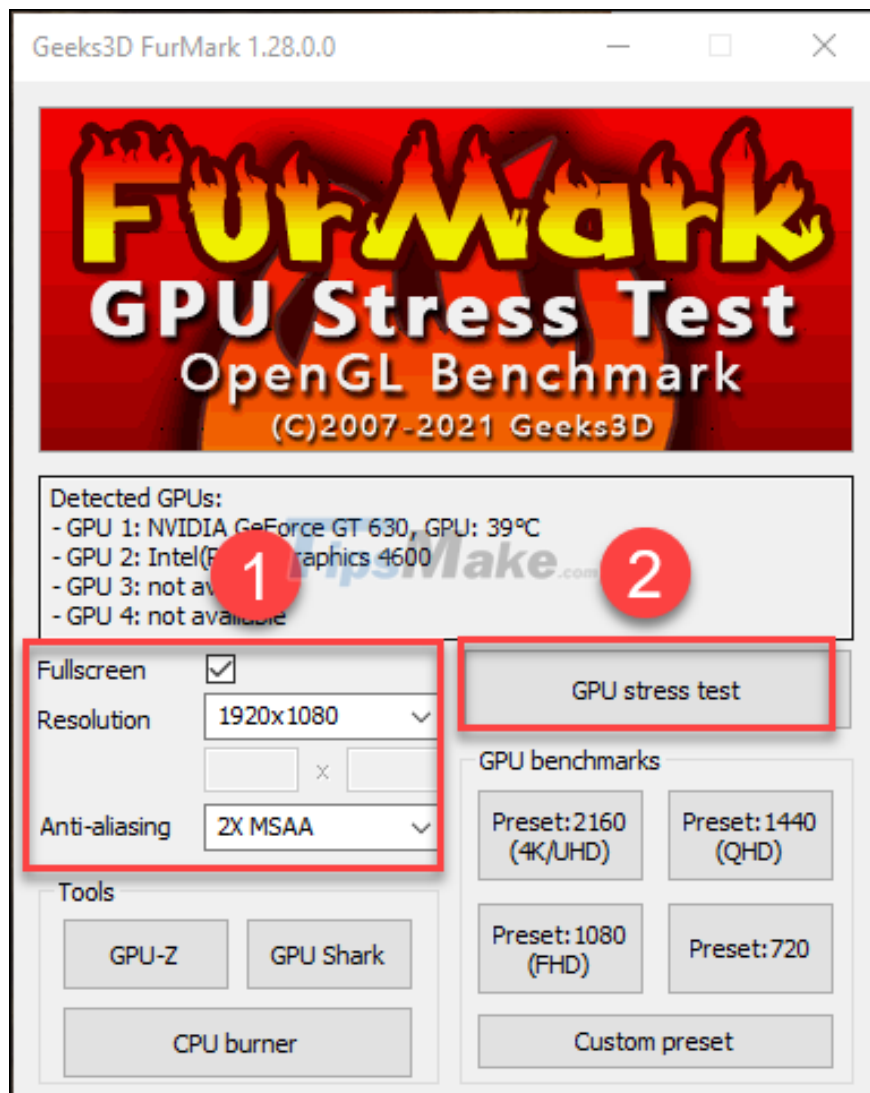 Geeks3D FurMark 1.28.0.0
FurMark
GPU Stress Test
OpenGL Benchmark
(C)2007-2021 Geeks3D
Detected GPUs:
- GPU 1: NVIDIA GeForce GT 630, GPU: 39°C
- GPU 2: Intel( raphics 4600
- GPU 3: not
- GPU 4: not available
TipsMake.com
1
2
Fullscreen
Resolution
1920x1080
x
Anti-aliasing
2X MSAA
GPU stress test
GPU benchmarks
Preset:2160
(4K/UHD)
Preset:1440
(QHD)
Preset:1080
(FHD)
Preset:720
Custom preset
Tools
GPU-Z
GPU Shark
CPU burner